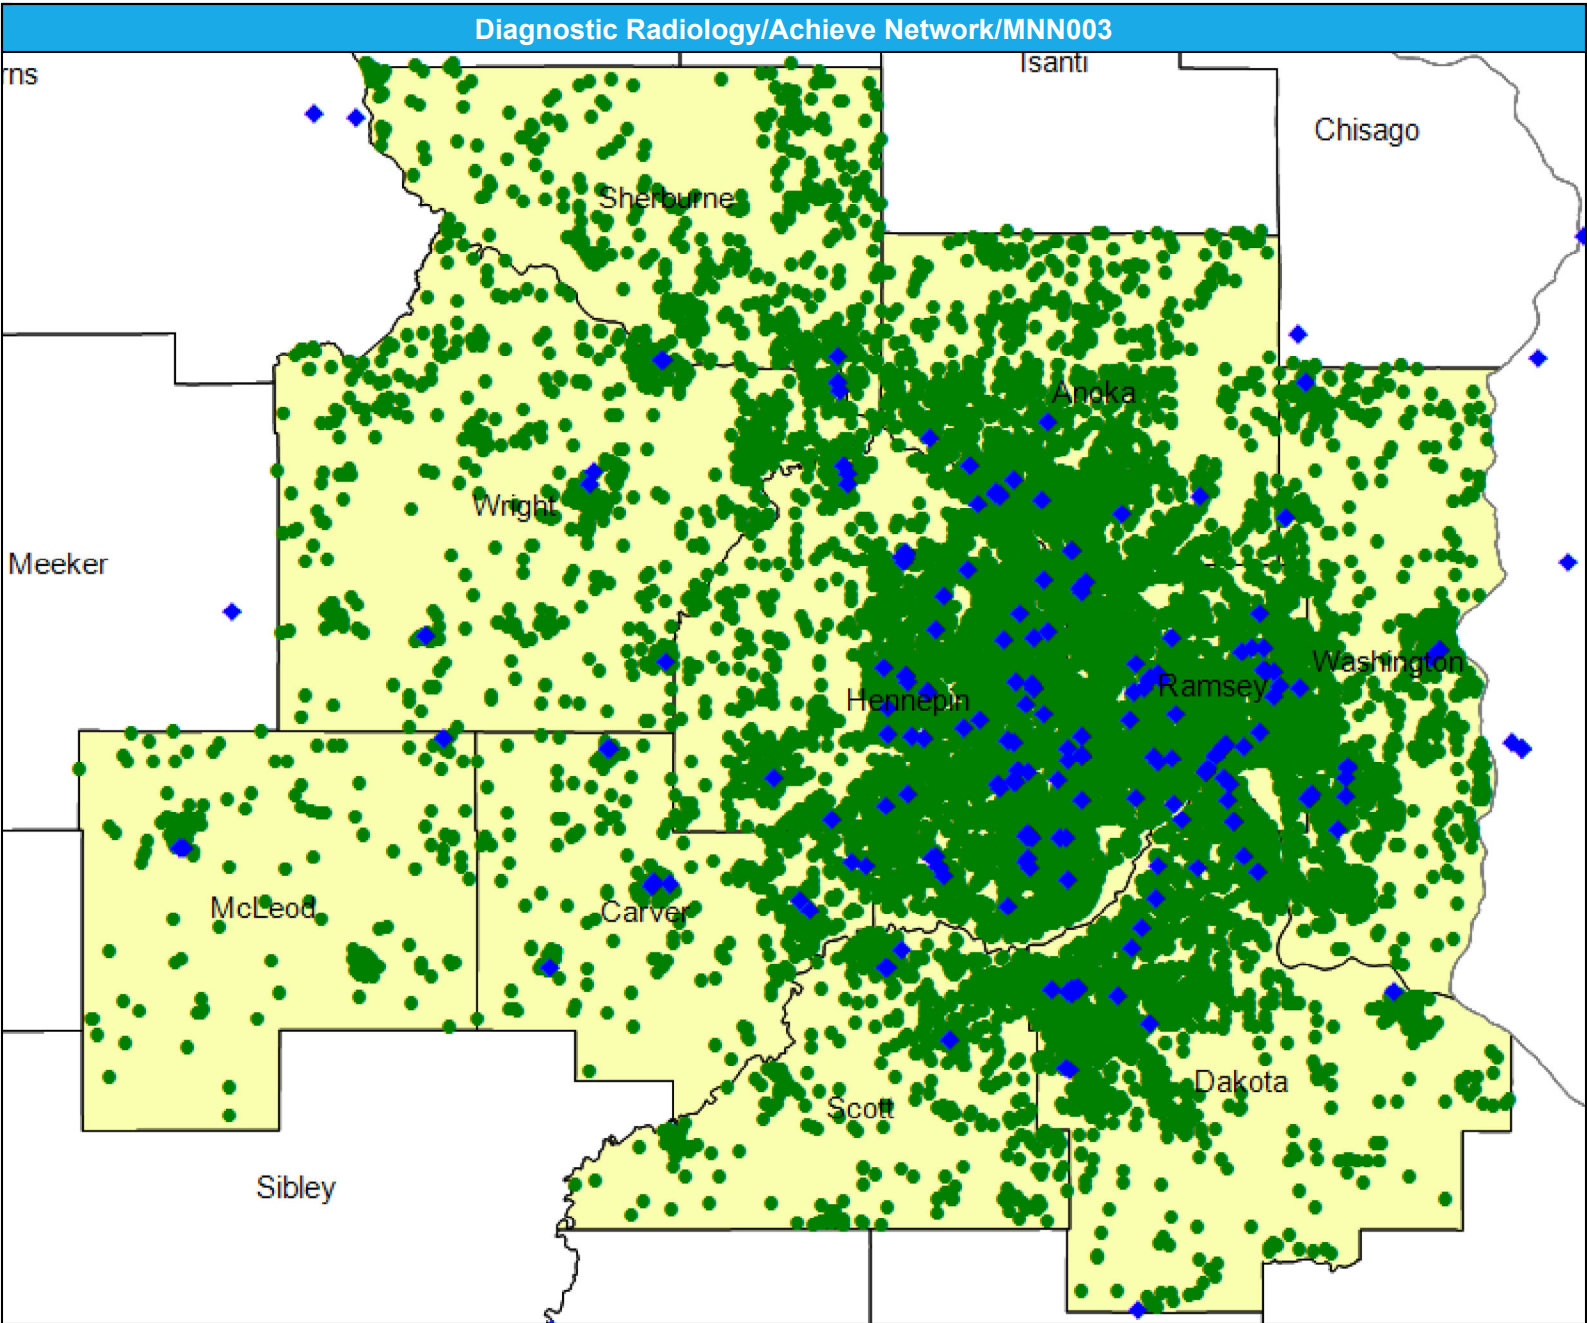 Diagnostic Radiology/Achieve Network/MNN003
rns
Isanti
Chisago
Sherburne
Anoka
Wright
Meeker
Washington
Ramsey
Hennepin
McLeod
Carver
Dakota
Scott
Sibley